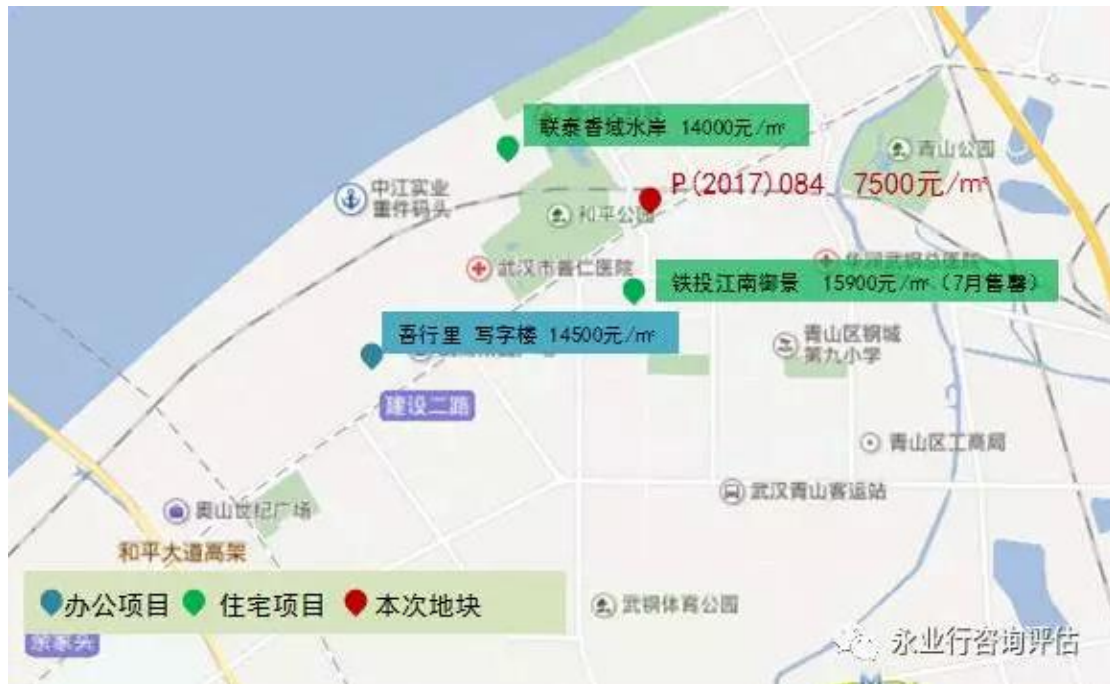 联泰香域水岸 14000元/㎡
青山公园
中江实业
重件码头
P(2017)084 7500元/㎡
和平公园
武汉市普仁医院
铁投江南御景 15900元/㎡（7月售罄）
吾行里 写字楼 14500元/㎡
青山区钢城
第九小学
建设二路
青山区工商局
武汉青山客运站
奥山世纪广场
和平大道高架
办公项目 住宅项目 本次地块
武钢体育公园
余家头
永业行咨询评估